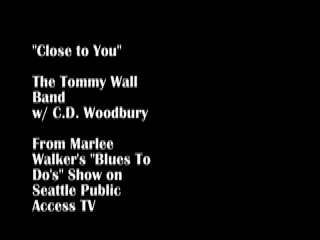 "Close to You"
The Tommy Wall
Band
w/ C.D. Woodbury
From Marlee
Walker's "Blues To
Do's" Show on
Seattle Public
Access TV